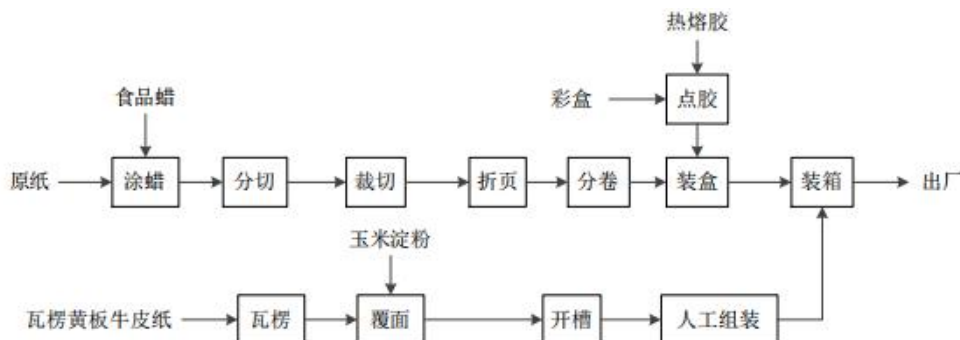 热熔胶
食品蜡
彩盒
点胶
原纸
涂蜡
分切
裁切
折页
分卷
装盒
装箱
出厂
玉米淀粉
瓦楞黄板牛皮纸
瓦楞
覆面
开槽
人工组装